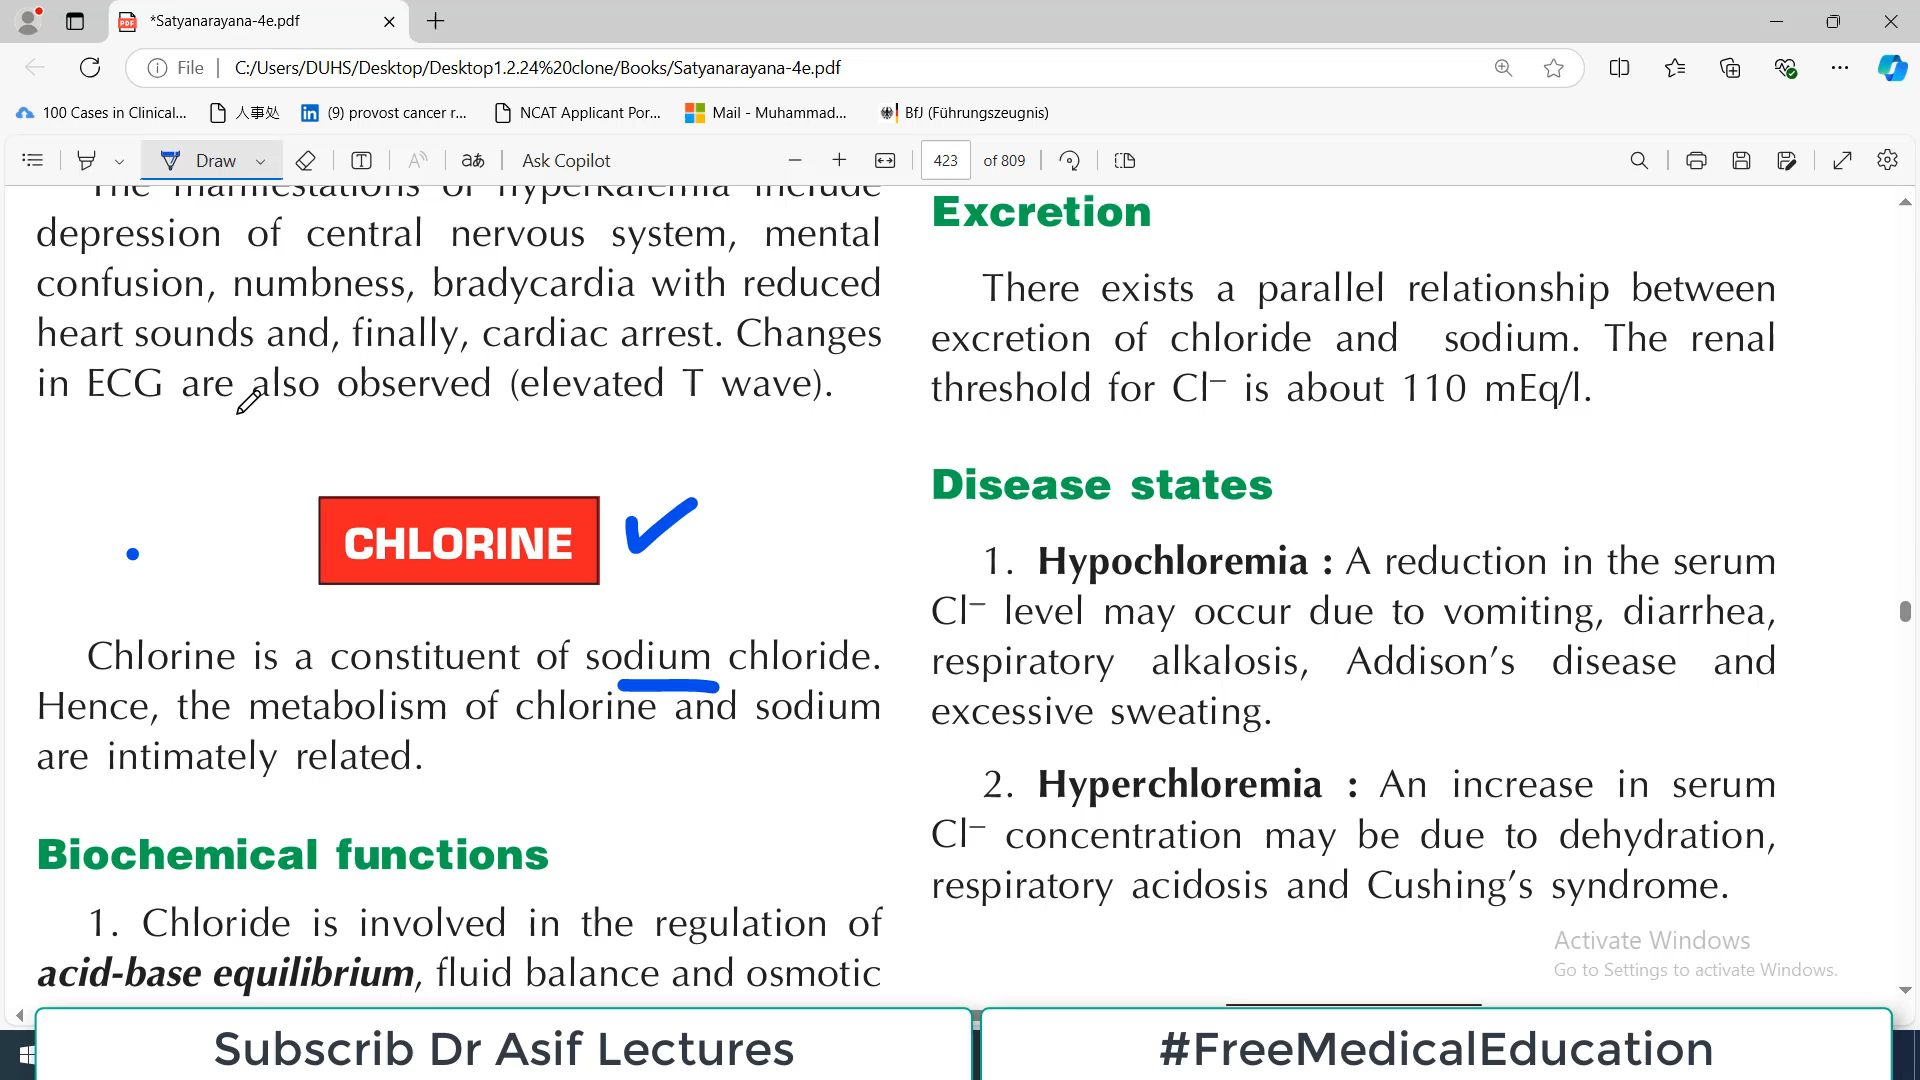 *Satyanarayana-4e.pdf
File
C:/Users/DUHS/Desktop/Desktop1.2.24%20clone/Books/Satyanarayana-4e.pdf
100 Cases in Clinical...
人事处
(9) provost cancer r...
NCAT Applicant Por...
Mail - Muhammad...
BfJ (Führungszeugnis)
Draw
Ask Copilot
423 of 809
The manifestations of hyperkalemia include
depression of central nervous system, mental
confusion, numbness, bradycardia with reduced
heart sounds and, finally, cardiac arrest. Changes
in ECG are also observed (elevated T wave).
CHLORINE
Chlorine is a constituent of sodium chloride.
Hence, the metabolism of chlorine and sodium
are intimately related.
Biochemical functions
1. Chloride is involved in the regulation of
acid-base equilibrium, fluid balance and osmotic
Excretion
There exists a parallel relationship between
excretion of chloride and sodium. The renal
threshold for Cl– is about 110 mEq/l.
Disease states
1. Hypochloremia : A reduction in the serum
Cl– level may occur due to vomiting, diarrhea,
respiratory alkalosis, Addison's disease and
excessive sweating.
2. Hyperchloremia : An increase in serum
Cl– concentration may be due to dehydration,
respiratory acidosis and Cushing's syndrome.
Activate Windows
Go to Settings to activate Windows.
Subscrib Dr Asif Lectures
#FreeMedicalEducation